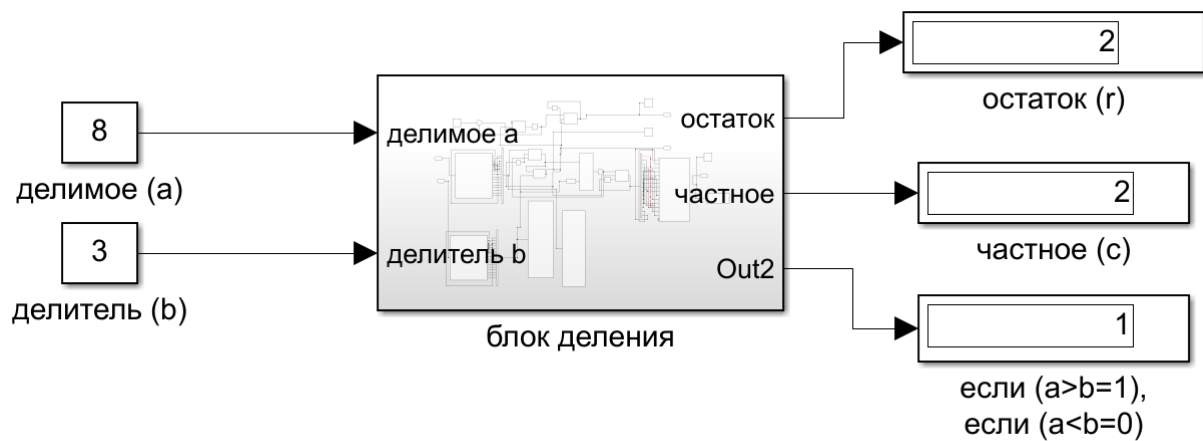 8
делимое (a)
3
делитель (b)
делимое a
делитель b
остаток
частное
Out2
блок деления
2
остаток (r)
2
частное (c)
1
если (a>b=1),
если (a<b=0)